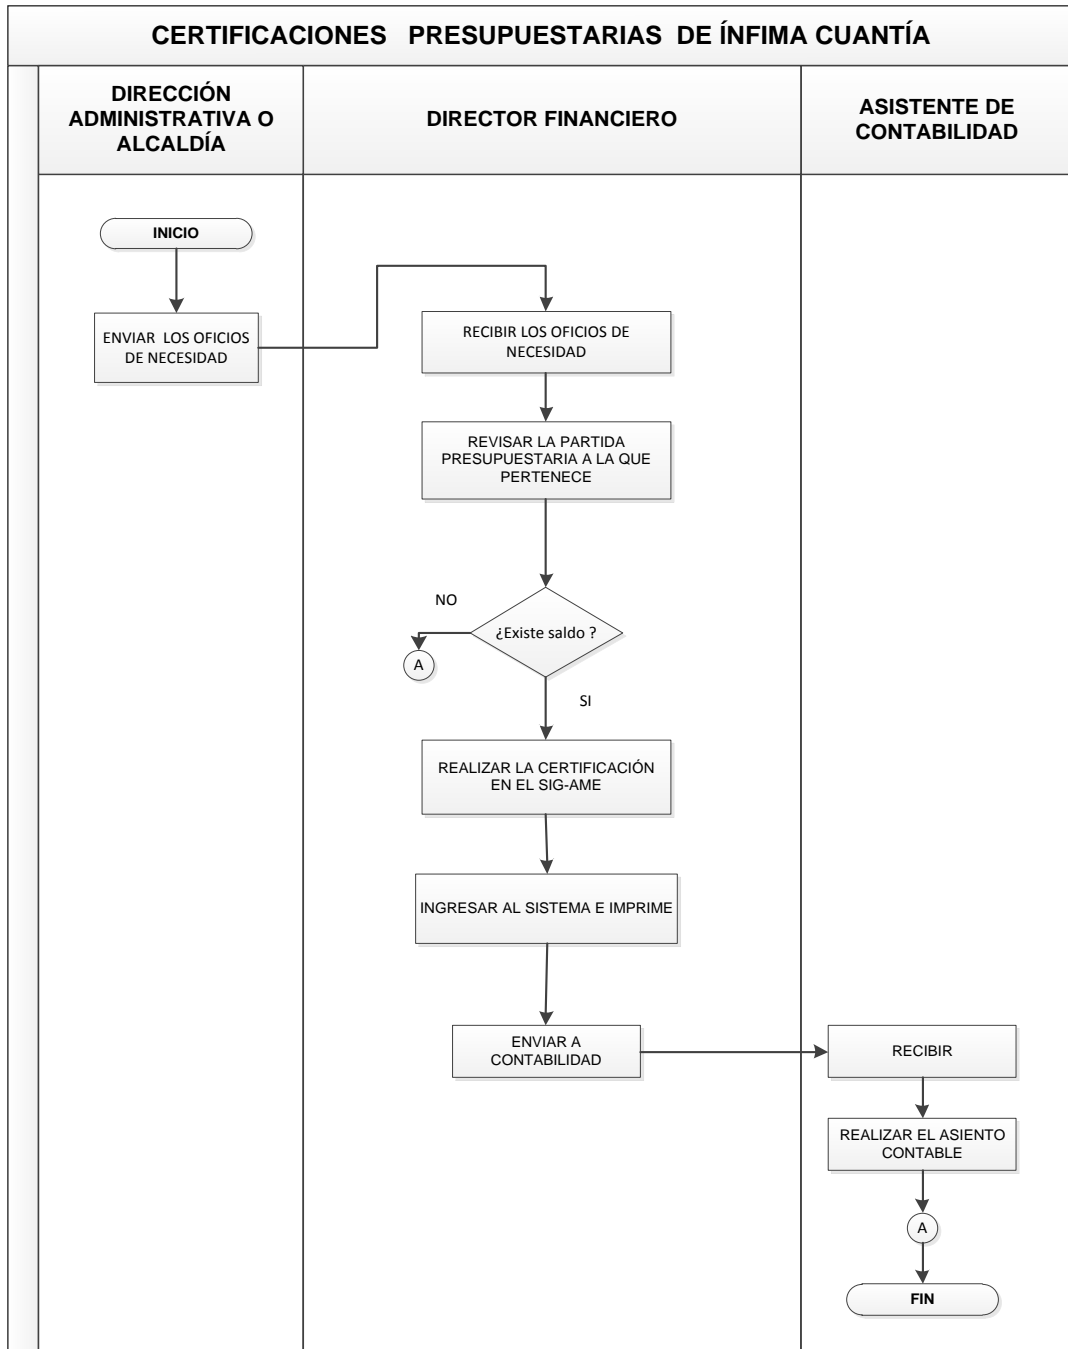 CERTIFICACIONES PRESUPUESTARIAS DE ÍNFIMA CUANTÍA
DIRECCIÓN
ADMINISTRATIVA O
ALCALDÍA
DIRECTOR FINANCIERO
ASISTENTE DE
CONTABILIDAD
INICIO
ENVIAR LOS OFICIOS
DE NECESIDAD
RECIBIR LOS OFICIOS DE
NECESIDAD
REVISAR LA PARTIDA
PRESUPUESTARIA A LA QUE
PERTENECE
NO
¿Existe saldo ?
A
SI
REALIZAR LA CERTIFICACIÓN
EN EL SIG-AME
INGRESAR AL SISTEMA E IMPRIME
ENVIAR A
CONTABILIDAD
RECIBIR
REALIZAR EL ASIENTO
CONTABLE
A
FIN